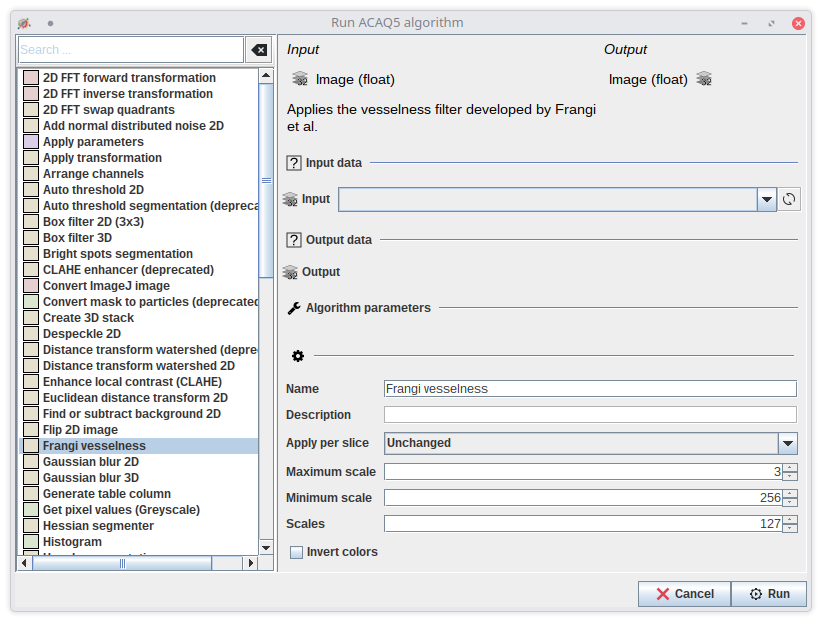 Run ACAQ5 algorithm
Search ...
2D FFT forward transformation
2D FFT inverse transformation
2D FFT swap quadrants
Add normal distributed noise 2D
Apply parameters
Apply transformation
Arrange channels
Auto threshold 2D
Auto threshold segmentation (depreca
Box filter 2D (3x3)
Box filter 3D
Bright spots segmentation
CLAHE enhancer (deprecated)
Convert ImageJ image
Convert mask to particles (deprecated
Create 3D stack
Despeckle 2D
Distance transform watershed (depre
Distance transform watershed 2D
Enhance local contrast (CLAHE)
Euclidean distance transform 2D
Find or subtract background 2D
Flip 2D image
Frangi vesselness
Gaussian blur 2D
Gaussian blur 3D
Generate table column
Get pixel values (Greyscale)
Hessian segmenter
Histogram
Input Output
32 Image (float) Image (float) 32
Applies the vesselness filter developed by Frangi
et al.
? Input data
32 Input
? Output data
32 Output
Algorithm parameters
Name Frangi vesselness
Description
Apply per slice Unchanged
Maximum scale 3
Minimum scale 256
Scales 127
Invert colors
Cancel Run